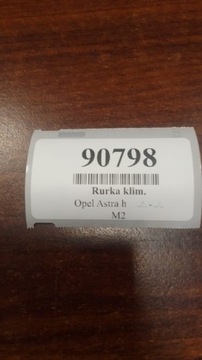 90798
Rurka klim.
Opel Astra h
M2